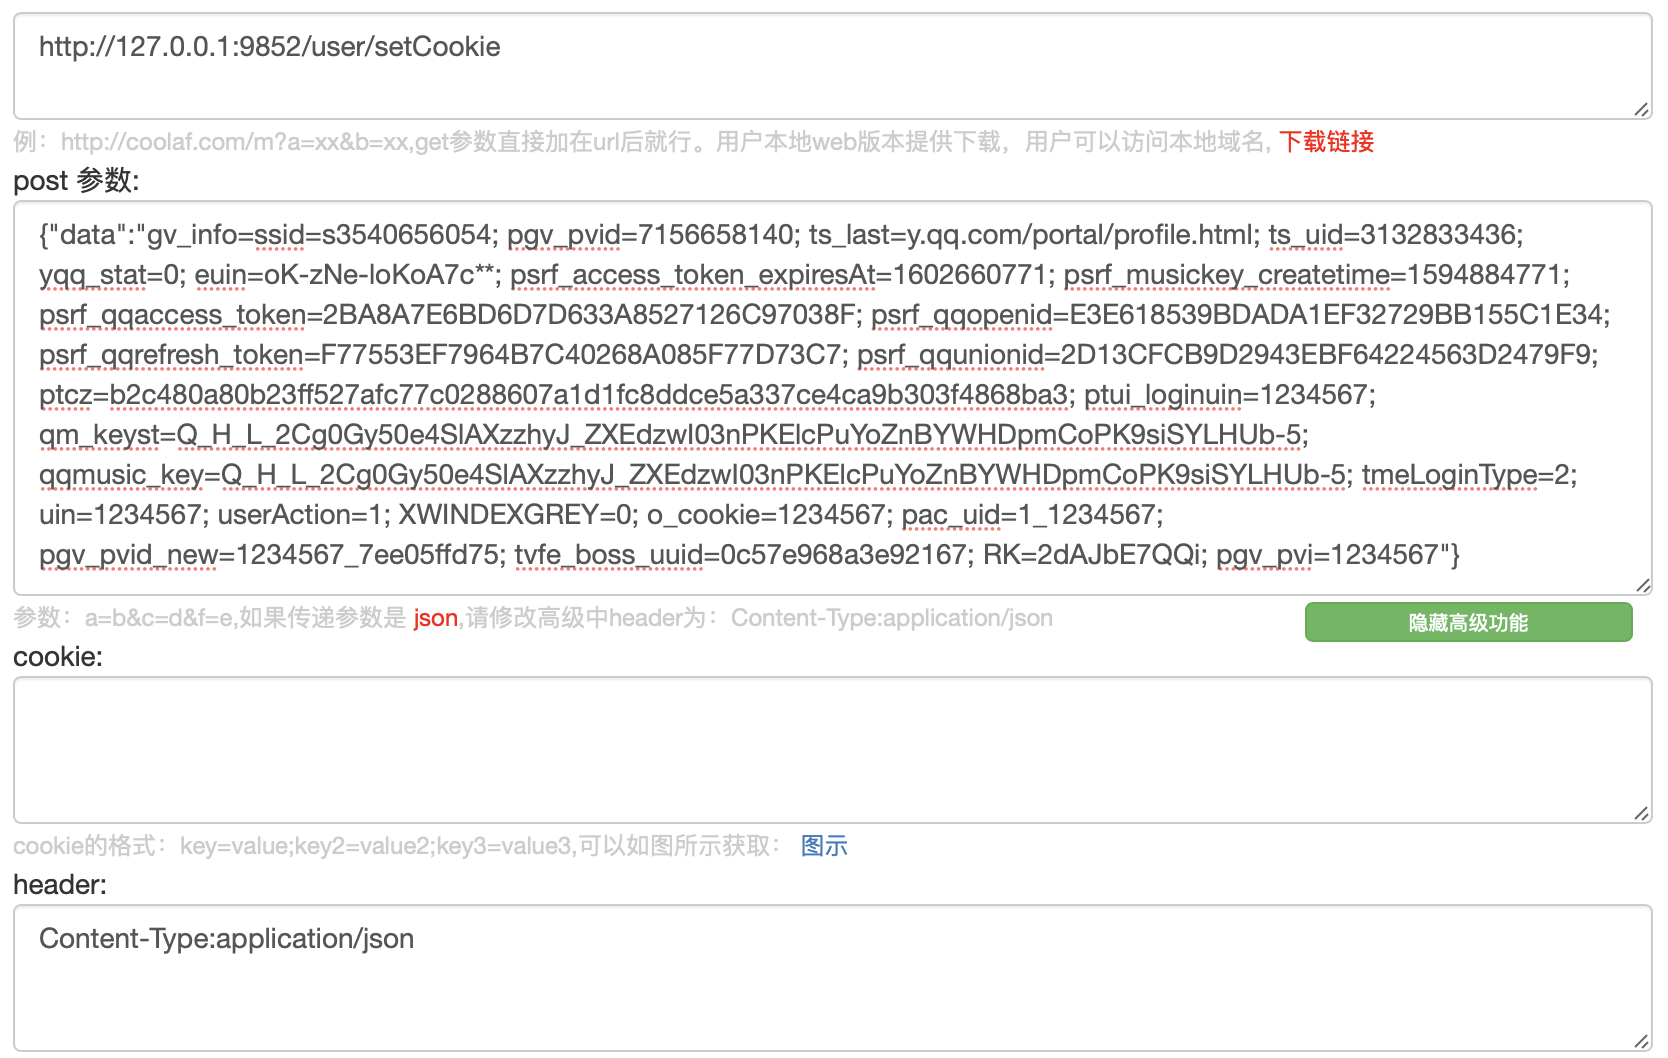 http://127.0.0.1:9852/user/setCookie
例：http://coolaf.com/m?a=xx&b=xx,get参数直接加在url后就行。用户本地web版本提供下载，用户可以访问本地域名, 下载链接
post 参数:
{"data":"gv_info=ssid=s3540656054; pgv_pvid=7156658140; ts_last=y.qq.com/portal/profile.html; ts_uid=3132833436;
yqq_stat=0; euin=oK-zNe-loKoA7c**; psrf_access_token_expiresAt=1602660771; psrf_musickey_createtime=1594884771;
psrf_qqaccess_token=2BA8A7E6BD6D7D633A8527126C97038F; psrf_qqopenid=E3E618539BDADA1EF32729BB155C1E34;
psrf_qqrefresh_token=F77553EF7964B7C40268A085F77D73C7; psrf_qqunionid=2D13CFCB9D2943EBF64224563D2479F9;
ptcz=b2c480a80b23ff527afc77c0288607a1d1fc8ddce5a337ce4ca9b303f4868ba3; ptui_loginuin=1234567;
qm_keyst=Q_H_L_2Cg0Gy50e4SlAXzzhyJ_ZXEdzwI03nPKElcPuYoZnBYWHDpmCoPK9siSYLHUb-5;
qqmusic_key=Q_H_L_2Cg0Gy50e4SlAXzzhyJ_ZXEdzwI03nPKElcPuYoZnBYWHDpmCoPK9siSYLHUb-5; tmeLoginType=2;
uin=1234567; userAction=1; XWINDEXGREY=0; o_cookie=1234567; pac_uid=1_1234567;
pgv_pvid_new=1234567_7ee05ffd75; tvfe_boss_uuid=0c57e968a3e92167; RK=2dAJbE7QQi; pgv_pvi=1234567"}
参数：a=b&c=d&f=e,如果传递参数是 json,请修改高级中header为：Content-Type:application/json
隐藏高级功能
cookie:
cookie的格式：key=value;key2=value2;key3=value3,可以如图所示获取： 图示
header:
Content-Type:application/json